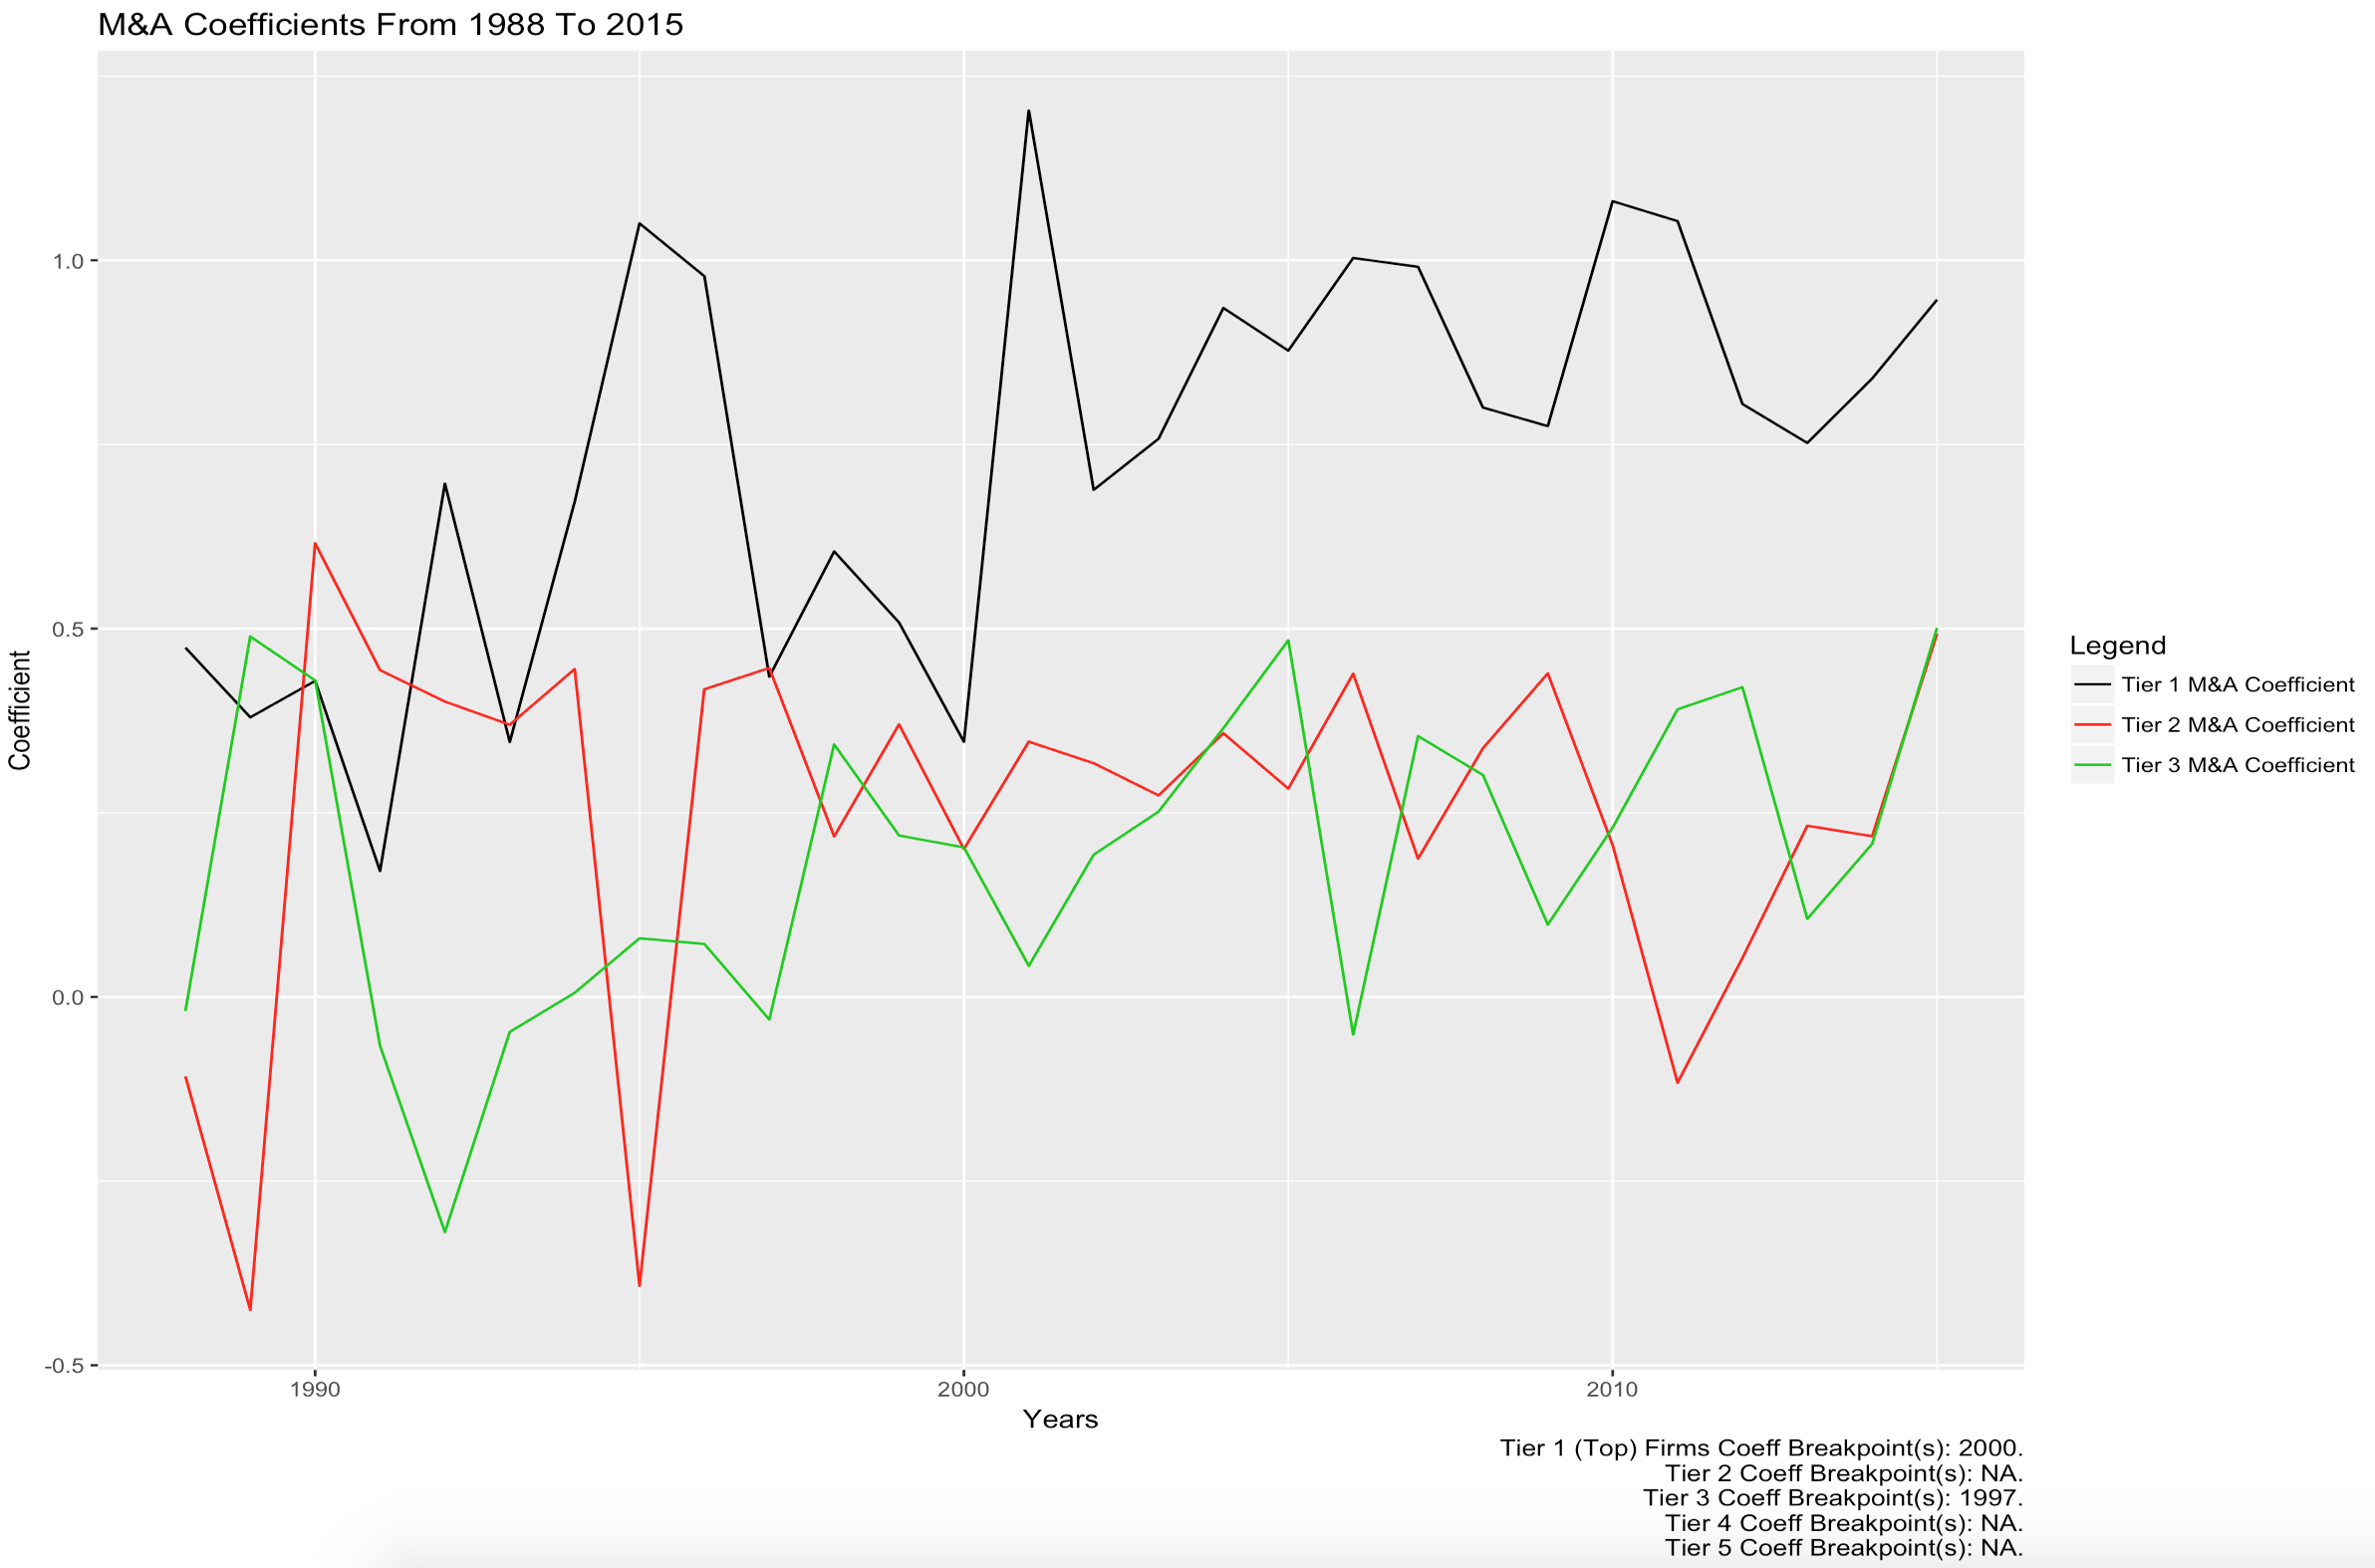 M&A Coefficients From 1988 To 2015
Coefficient
1.0
0.5
0.0
-0.5
1990
2000
2010
Years
Legend
Tier 1 M&A Coefficient
Tier 2 M&A Coefficient
Tier 3 M&A Coefficient
Tier 1 (Top) Firms Coeff Breakpoint(s): 2000.
Tier 2 Coeff Breakpoint(s): NA.
Tier 3 Coeff Breakpoint(s): 1997.
Tier 4 Coeff Breakpoint(s): NA.
Tier 5 Coeff Breakpoint(s): NA.